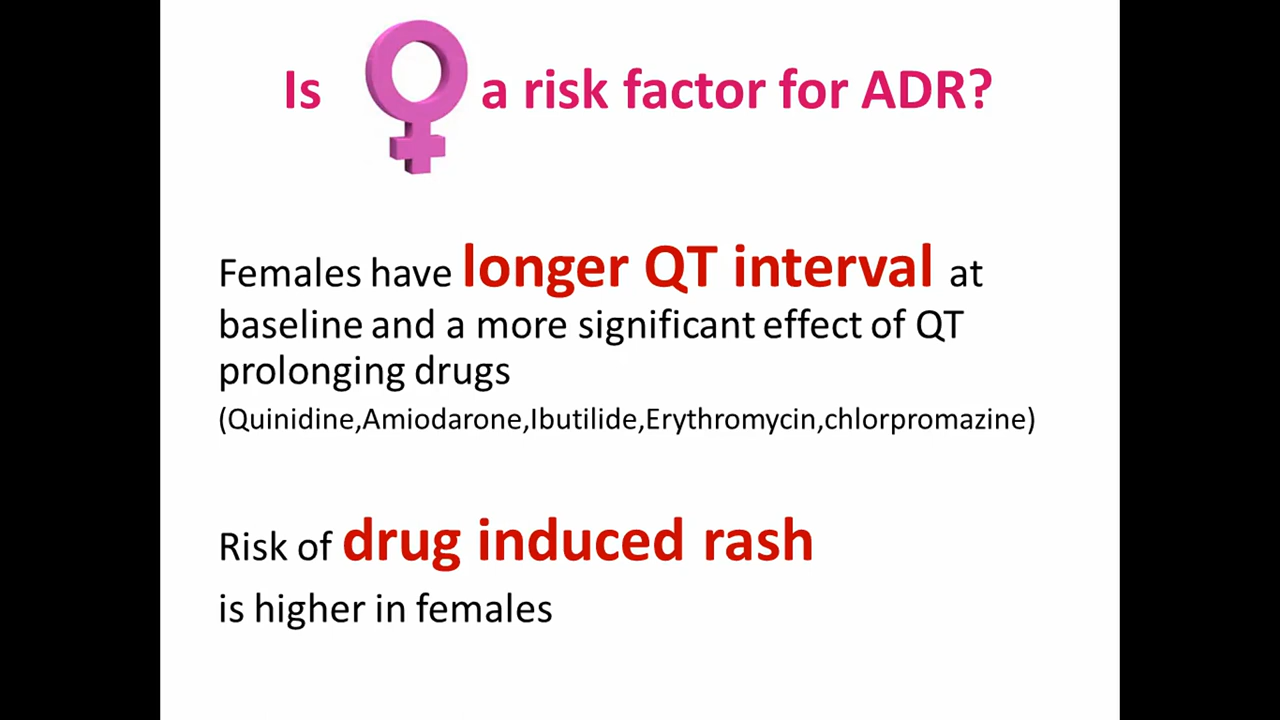 Is a risk factor for ADR?
Females have longer QT interval at
baseline and a more significant effect of QT
prolonging drugs
(Quinidine,Amiodarone,Ibutilide,Erythromycin,chlorpromazine)
Risk of drug induced rash
is higher in females